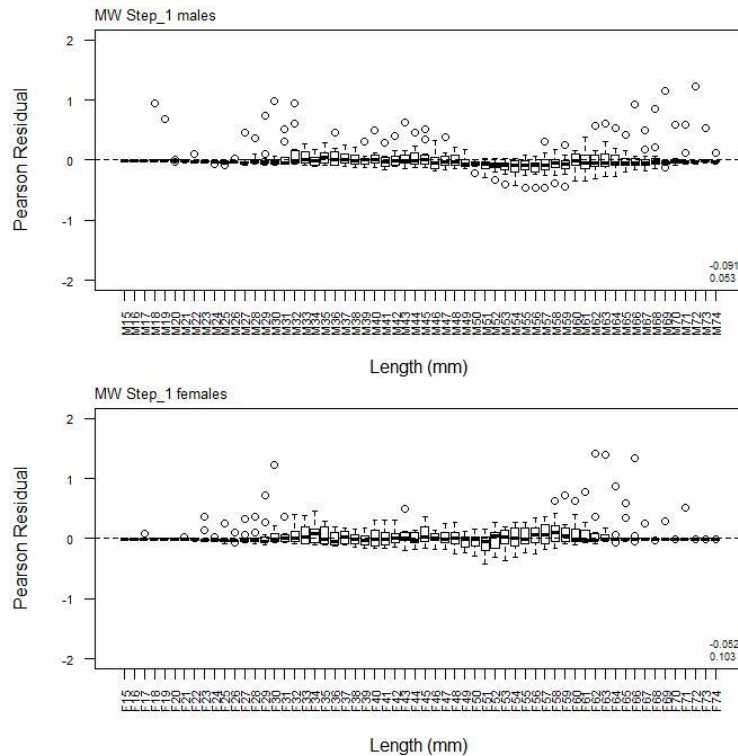 MW Step_1 males
2
1
0
-1
-2
Pearson Residual
-0.091
0.053
M15 M16 M17 M18 M19 M20 M21 M22 M23 M24 M25 M26 M27 M28 M29 M30 M31 M32 M33 M34 M35 M36 M37 M38 M39 M40 M41 M42 M43 M44 M45 M46 M47 M48 M49 M50 M51 M52 M53 M54 M55 M56 M57 M58 M59 M60 M61 M62 M63 M64 M65 M66 M67 M68 M69 M70 M71 M72 M73 M74
Length (mm)
MW Step_1 females
2
1
0
-1
-2
Pearson Residual
-0.052
0.103
F15 F16 F17 F18 F19 F20 F21 F22 F23 F24 F25 F26 F27 F28 F29 F30 F31 F32 F33 F34 F35 F36 F37 F38 F39 F40 F41 F42 F43 F44 F45 F46 F47 F48 F49 F50 F51 F52 F53 F54 F55 F56 F57 F58 F59 F60 F61 F62 F63 F64 F65 F66 F67 F68 F69 F70 F71 F72 F73 F74
Length (mm)